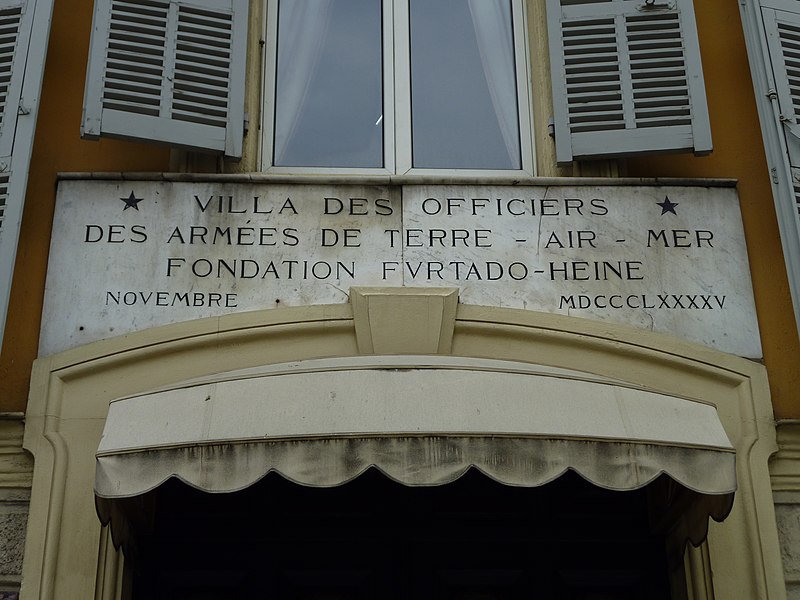 ★ VILLA DES OFFICIERS ★
DES ARMÉES DE TERRE - AIR - MER
FONDATION FVRTADO-HEINE
NOVEMBRE MDCCCLXXXXV